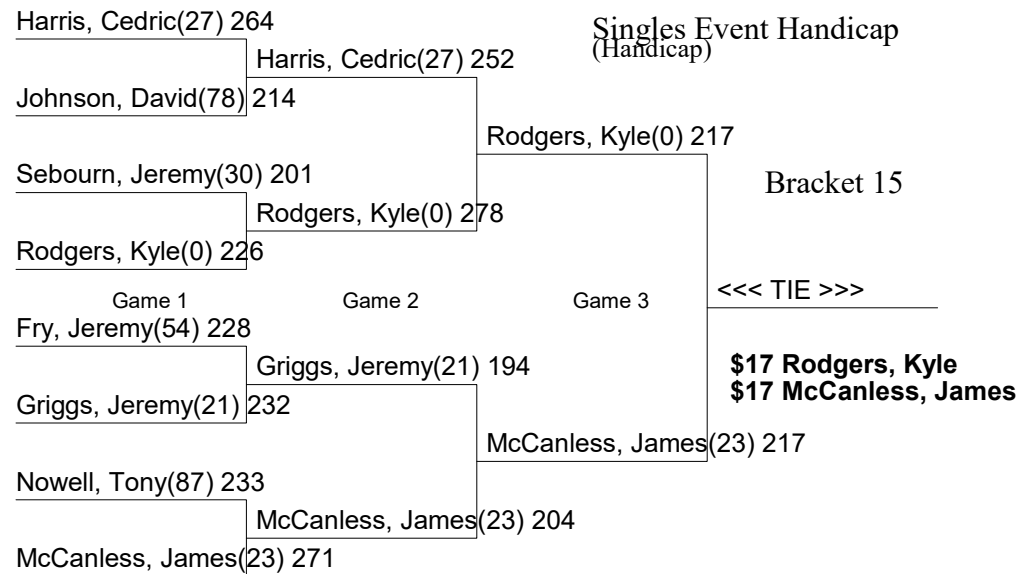 Harris, Cedric(27) 264
Singles Event Handicap
(Handicap)
Harris, Cedric(27) 252
Johnson, David(78) 214
Rodgers, Kyle(0) 217
Sebourn, Jeremy(30) 201
Bracket 15
Rodgers, Kyle(0) 278
Rodgers, Kyle(0) 226
Game 1 Game 2 Game 3
<<< TIE >>>
Fry, Jeremy(54) 228
Griggs, Jeremy(21) 194
$17 Rodgers, Kyle
$17 McCanless, James
Griggs, Jeremy(21) 232
McCanless, James(23) 217
Nowell, Tony(87) 233
McCanless, James(23) 204
McCanless, James(23) 271